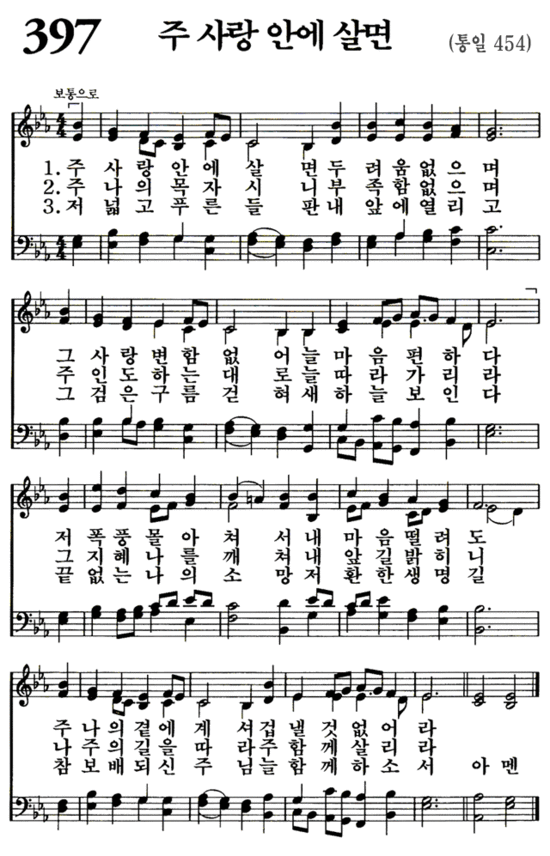 397 주 사랑 안에 살면 (통일 454)
보통으로
1. 주 사 랑 안 에 살 면 두 려 움 없 으 며
2. 주 나 의 목 자 시 니 부 족 함 없 으 며
3. 저 넓 고 푸 른 들 판 내 앞 에 열 리 고
그 사 랑 변 함 없 어 늘 마 음 편 하 다
주 인 도 하 는 대 로 늘 따 라 가 리 라
그 검 은 구 름 걷 혀 새 하 늘 보 인 다
저 폭 풍 몰 아 쳐 서 내 마 음 떨 려 도
그 지 혜 나 를 깨 쳐 내 앞 길 밝 히 니
끝 없 는 나 의 소 망 저 환 한 생 명 길
주 나 의 곁 에 계 셔 겁 낼 것 없 어 라
나 주 의 길 을 따 라 주 함 께 살 리 라
참 보 배 되 신 주 님 늘 함 께 하 소 서 아 멘